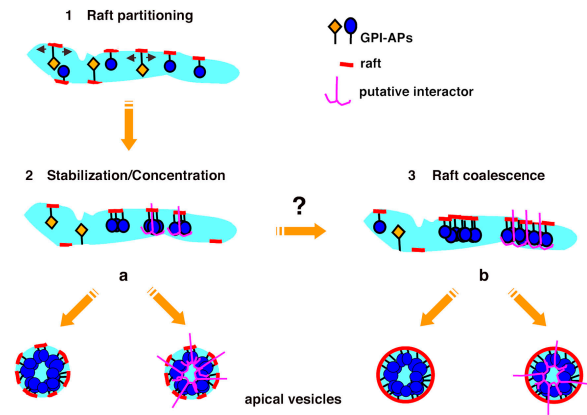 1 Raft partitioning
GPI-APs
raft
putative interactor
2 Stabilization/Concentration
3 Raft coalescence
?
a
b
apical vesicles